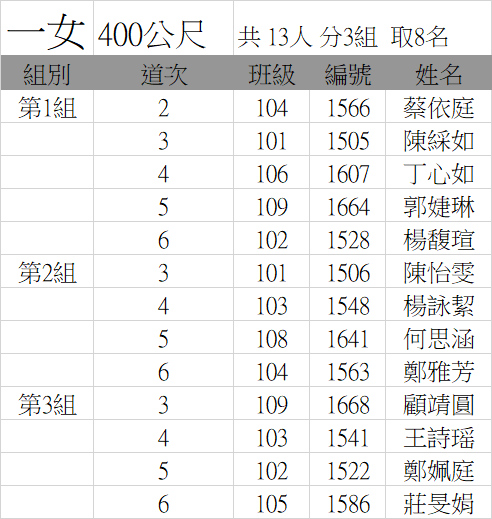 一女 400公尺 共 13人 分3組 取8名
組別 道次 班級 編號 姓名
第1組 2 104 1566 蔡依庭
3 101 1505 陳綵如
4 106 1607 丁心如
5 109 1664 郭婕琳
6 102 1528 楊馥瑄
第2組 3 101 1506 陳怡雯
4 103 1548 楊詠絜
5 108 1641 何思涵
6 104 1563 鄭雅芳
第3組 3 109 1668 顧靖圓
4 103 1541 王詩瑤
5 102 1522 鄭姵庭
6 105 1586 莊旻娟